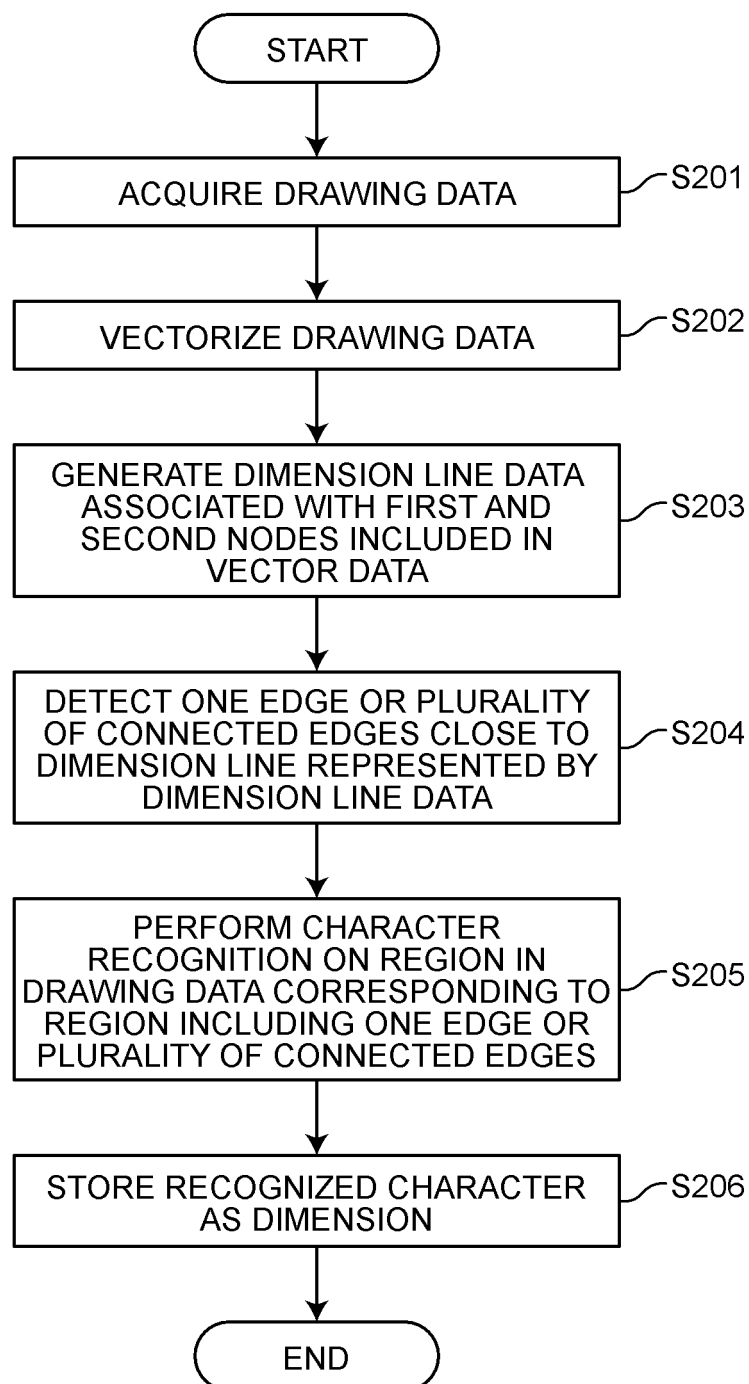 START
ACQUIRE DRAWING DATA
S201
VECTORIZE DRAWING DATA
S202
GENERATE DIMENSION LINE DATA
ASSOCIATED WITH FIRST AND
SECOND NODES INCLUDED IN
VECTOR DATA
S203
DETECT ONE EDGE OR PLURALITY
OF CONNECTED EDGES CLOSE TO
DIMENSION LINE REPRESENTED BY
DIMENSION LINE DATA
S204
PERFORM CHARACTER
RECOGNITION ON REGION IN
DRAWING DATA CORRESPONDING TO
REGION INCLUDING ONE EDGE OR
PLURALITY OF CONNECTED EDGES
S205
STORE RECOGNIZED CHARACTER
AS DIMENSION
S206
END